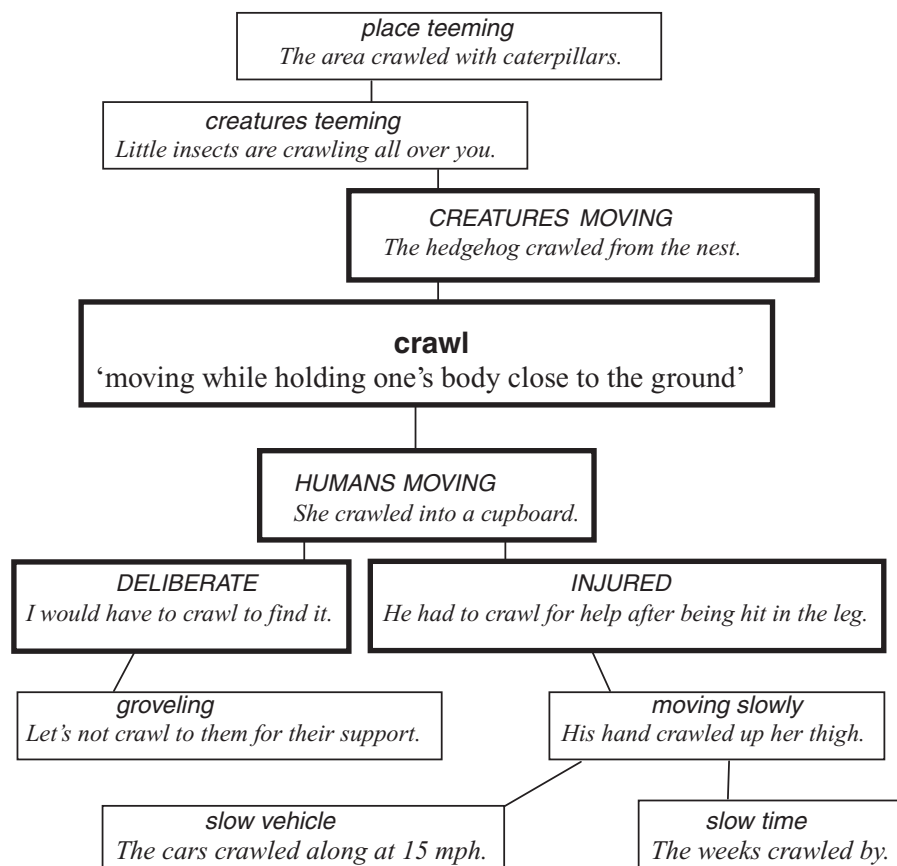 place teeming
The area crawled with caterpillars.
creatures teeming
Little insects are crawling all over you.
CREATURES MOVING
The hedgehog crawled from the nest.
crawl
‘moving while holding one’s body close to the ground’
HUMANS MOVING
She crawled into a cupboard.
DELIBERATE
I would have to crawl to find it.
INJURED
He had to crawl for help after being hit in the leg.
groveling
Let's not crawl to them for their support.
moving slowly
His hand crawled up her thigh.
slow vehicle
The cars crawled along at 15 mph.
slow time
The weeks crawled by.